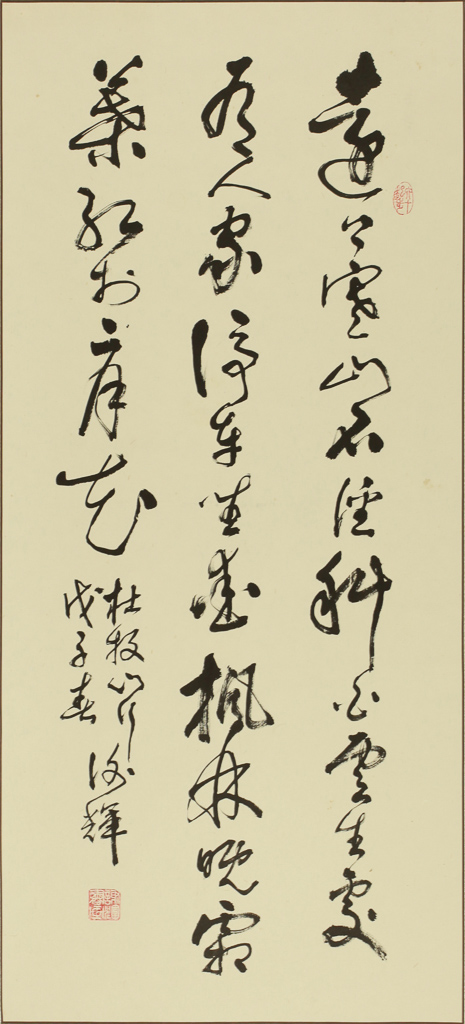 遠上寒山石徑斜白雲生處
有人家停車坐愛楓林晚霜
葉紅於二月花
杜牧山行
戊子春
輝